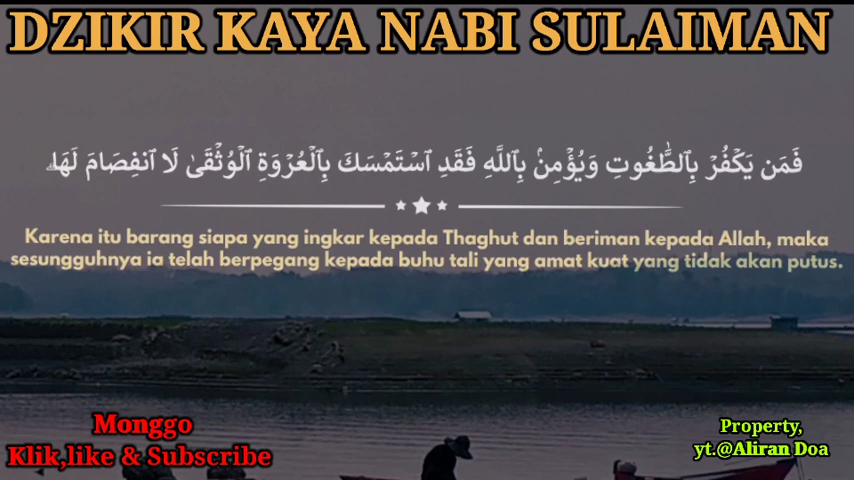 DZIKIR KAYA NABI SULAIMAN
فَمَن يَكْفُرْ بِٱلطَّٰغُوتِ وَيُؤْمِنۢ بِٱللَّهِ فَقَدِ ٱسْتَمْسَكَ بِٱلْعُرْوَةِ ٱلْوُثْقَىٰ لَا ٱنفِصَامَ لَهَا ۗ
Karena itu barang siapa yang ingkar kepada Thaghut dan beriman kepada Allah, maka
sesungguhnya ia telah berpegang kepada buhu tali yang amat kuat yang tidak akan putus.
Monggo
Klik,like & Subscribe
Property,
yt.@Aliran Doa